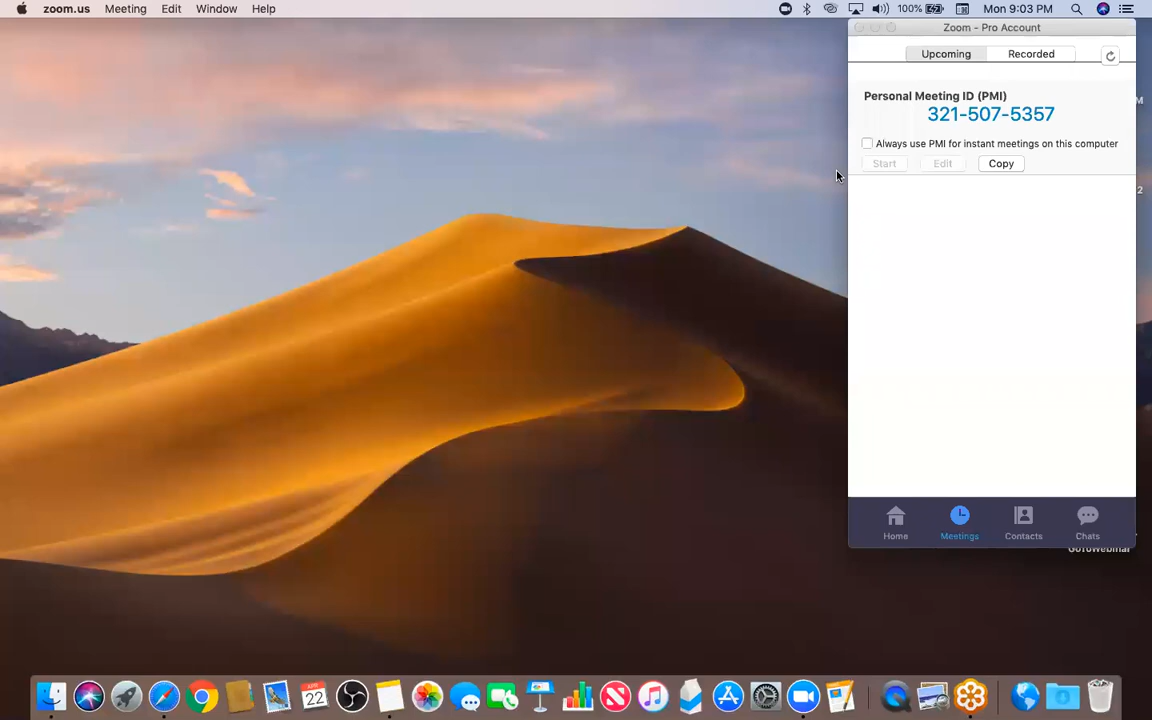 zoom.us Meeting Edit Window Help 100% Mon 9:03 PM
Zoom - Pro Account
Upcoming Recorded
Personal Meeting ID (PMI)
321-507-5357
Always use PMI for instant meetings on this computer
Start Edit Copy
M
2
Home Meetings Contacts Chats
GoToWebinar
APR
22